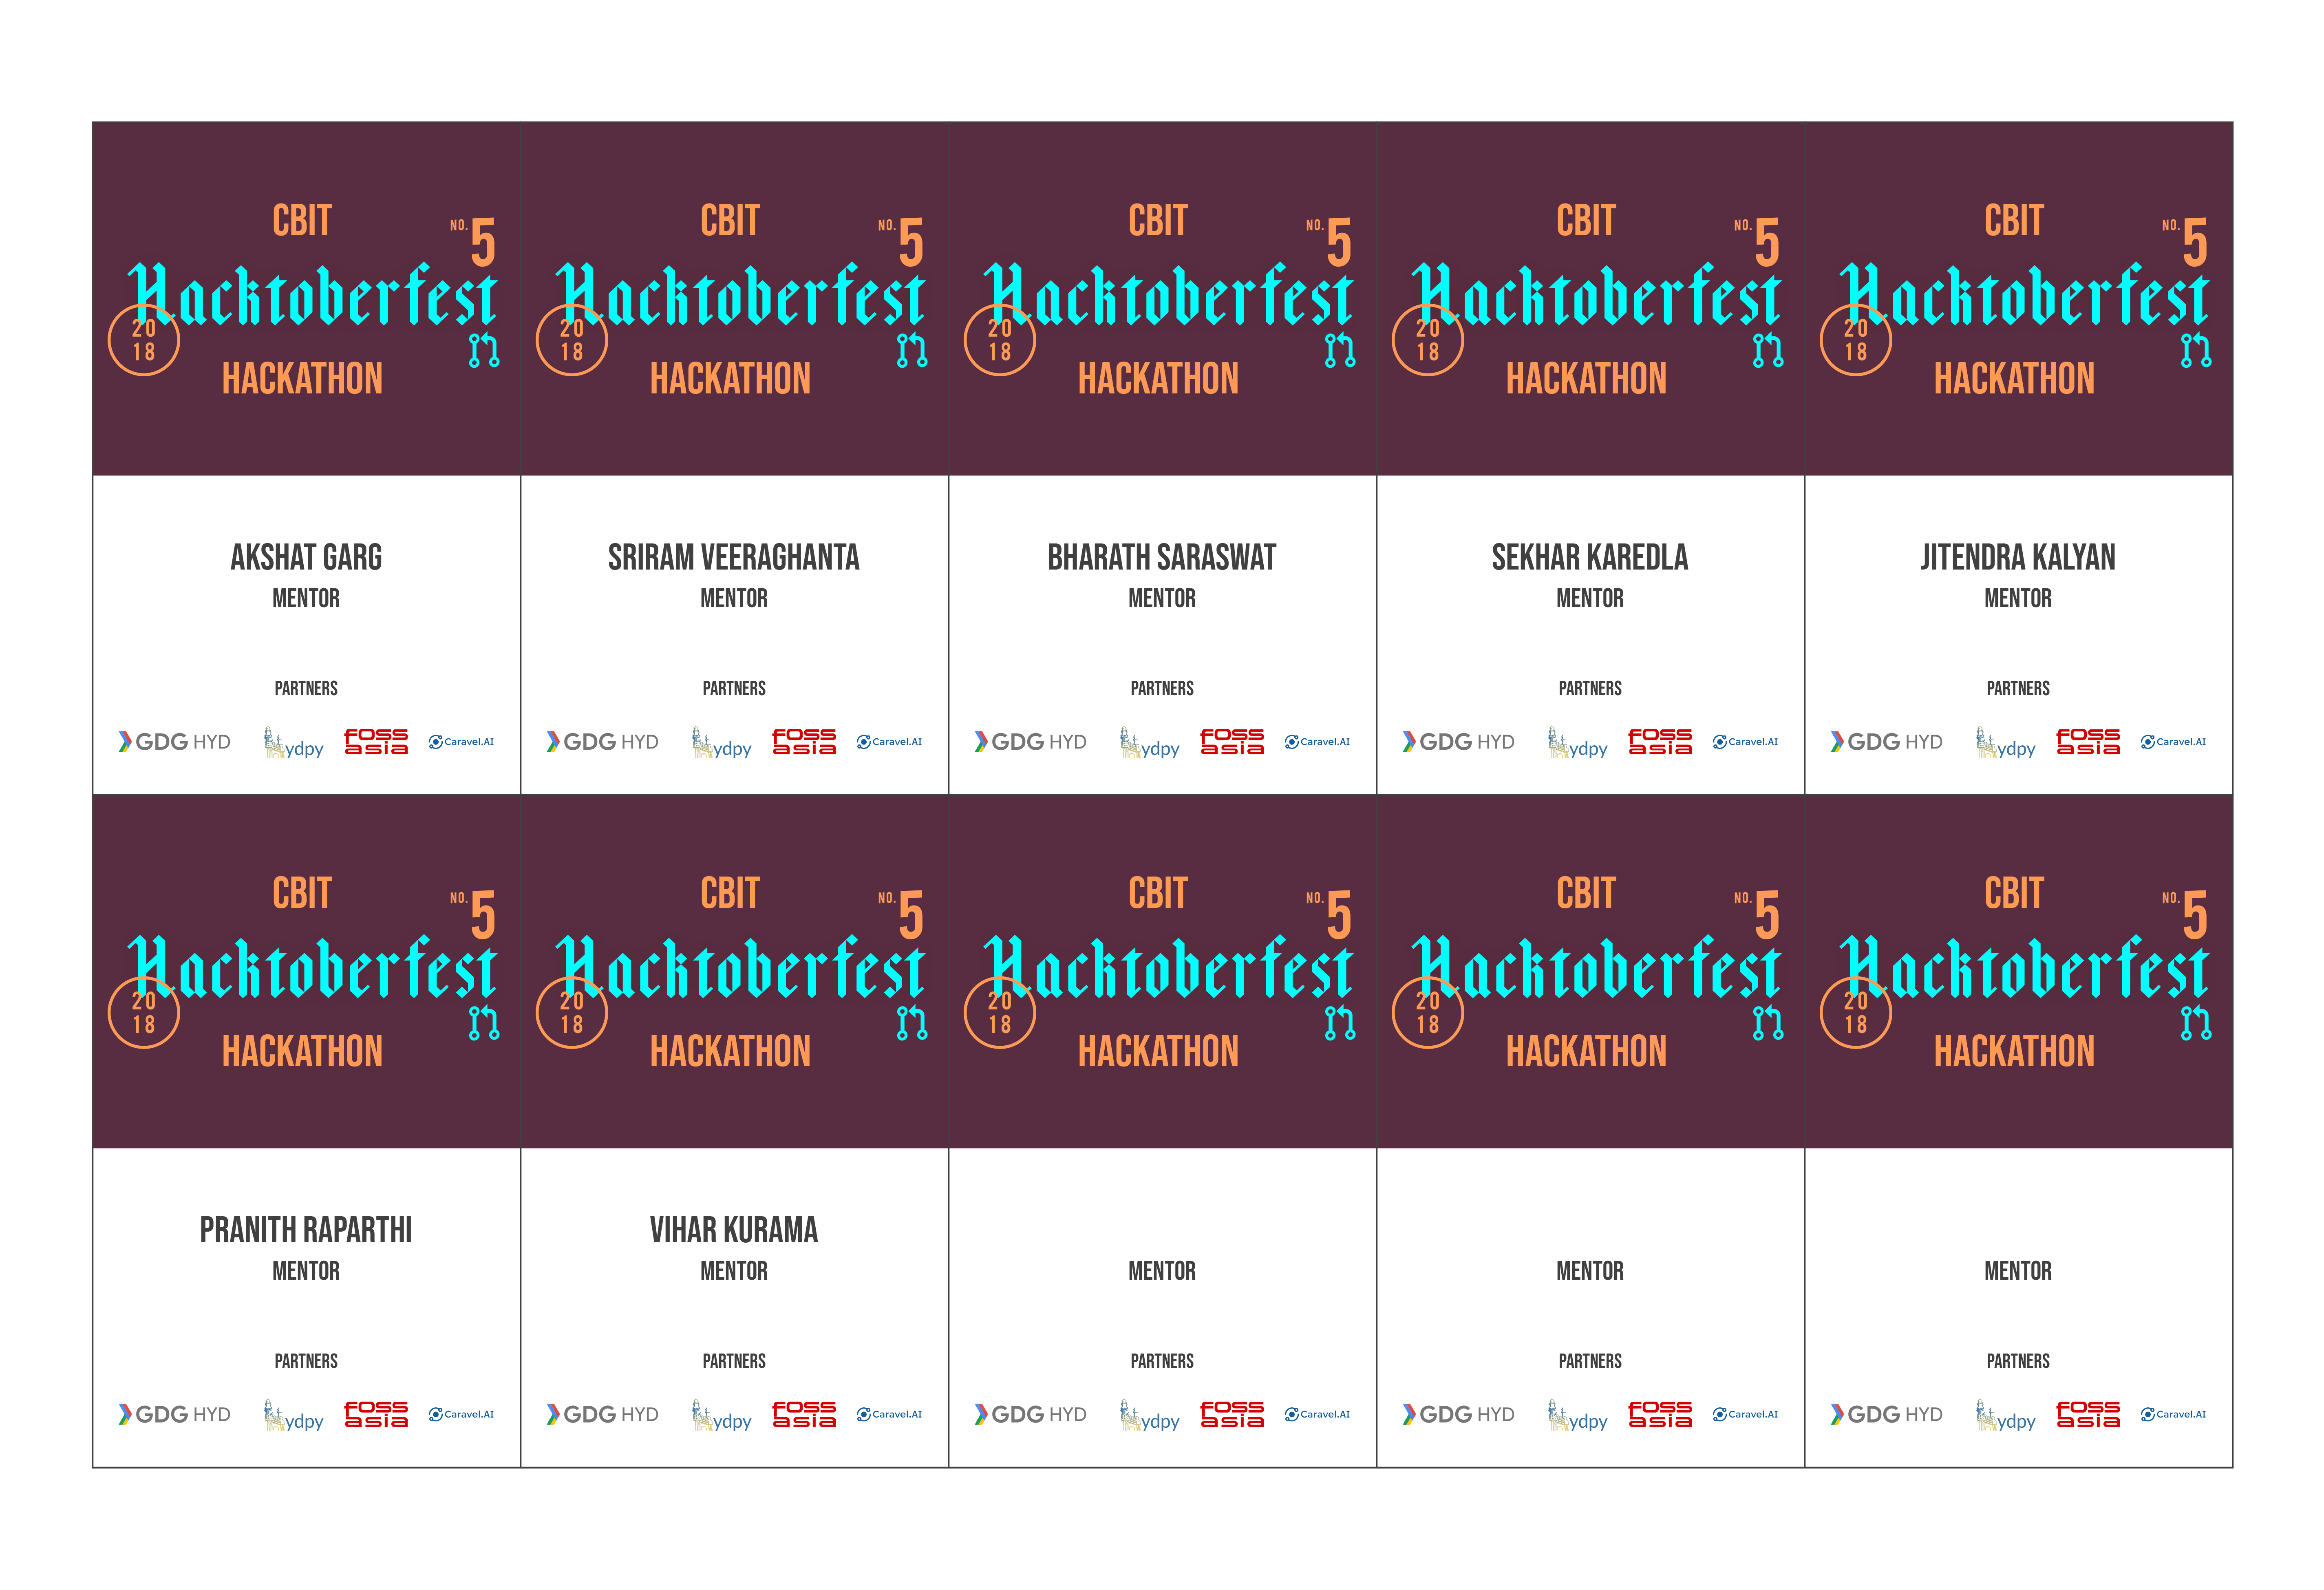 CBIT
NO. 5
Hacktoberfest
20
18
HACKATHON
AKSHAT GARG
MENTOR
PARTNERS
GDG HYD ydpy foss asia Caravel.AI
CBIT
NO. 5
Hacktoberfest
20
18
HACKATHON
SRIRAM VEERAGHANTA
MENTOR
PARTNERS
GDG HYD ydpy foss asia Caravel.AI
CBIT
NO. 5
Hacktoberfest
20
18
HACKATHON
BHARATH SARASWAT
MENTOR
PARTNERS
GDG HYD ydpy foss asia Caravel.AI
CBIT
NO. 5
Hacktoberfest
20
18
HACKATHON
SEKHAR KAREDLA
MENTOR
PARTNERS
GDG HYD ydpy foss asia Caravel.AI
CBIT
NO. 5
Hacktoberfest
20
18
HACKATHON
JITENDRA KALYAN
MENTOR
PARTNERS
GDG HYD ydpy foss asia Caravel.AI
CBIT
NO. 5
Hacktoberfest
20
18
HACKATHON
PRANITH RAPARTHI
MENTOR
PARTNERS
GDG HYD ydpy foss asia Caravel.AI
CBIT
NO. 5
Hacktoberfest
20
18
HACKATHON
VIHAR KURAMA
MENTOR
PARTNERS
GDG HYD ydpy foss asia Caravel.AI
CBIT
NO. 5
Hacktoberfest
20
18
HACKATHON
MENTOR
PARTNERS
GDG HYD ydpy foss asia Caravel.AI
CBIT
NO. 5
Hacktoberfest
20
18
HACKATHON
MENTOR
PARTNERS
GDG HYD ydpy foss asia Caravel.AI
CBIT
NO. 5
Hacktoberfest
20
18
HACKATHON
MENTOR
PARTNERS
GDG HYD ydpy foss asia Caravel.AI